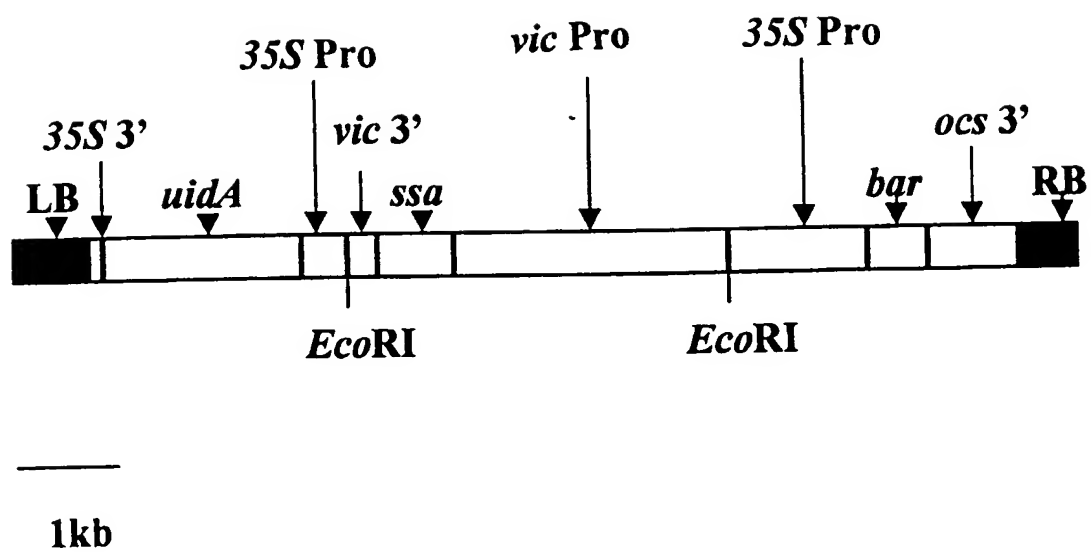 35S Pro
vic Pro
35S Pro
35S 3’
vic 3’
ocs 3’
LB
uidA
ssa
bar
RB
EcoRI
EcoRI
1kb